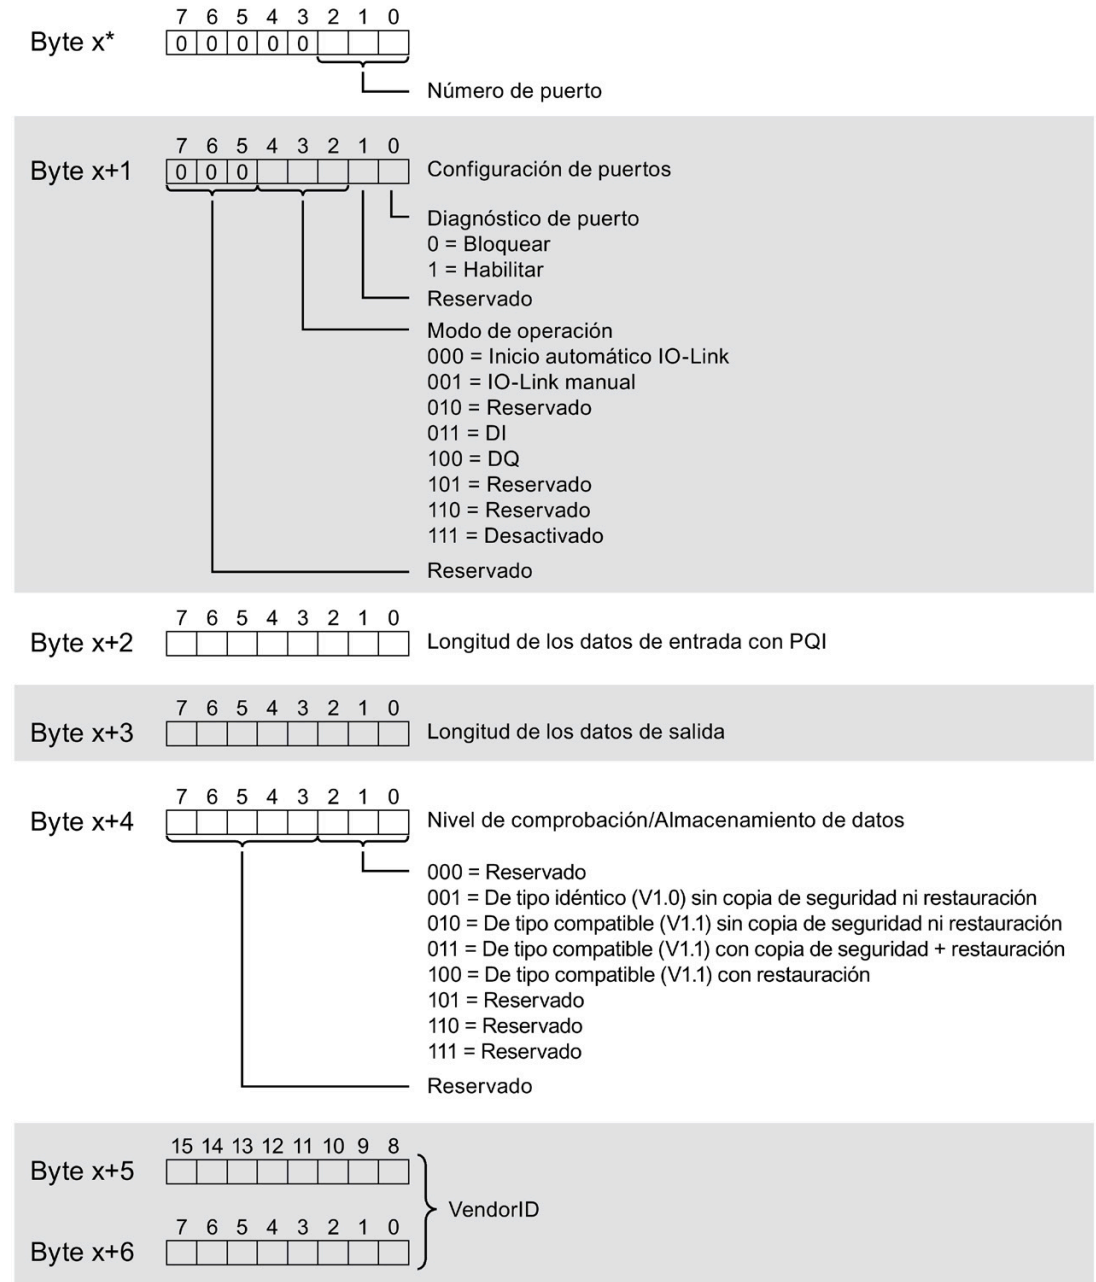 7 6 5 4 3 2 1 0
Byte x* 0 0 0 0 0
Número de puerto
7 6 5 4 3 2 1 0
Byte x+1 0 0 0 Configuración de puertos
Diagnóstico de puerto
0 = Bloquear
1 = Habilitar
Reservado
Modo de operación
000 = Inicio automático IO-Link
001 = IO-Link manual
010 = Reservado
011 = DI
100 = DQ
101 = Reservado
110 = Reservado
111 = Desactivado
Reservado
7 6 5 4 3 2 1 0
Byte x+2 Longitud de los datos de entrada con PQI
7 6 5 4 3 2 1 0
Byte x+3 Longitud de los datos de salida
7 6 5 4 3 2 1 0
Byte x+4 Nivel de comprobación/Almacenamiento de datos
000 = Reservado
001 = De tipo idéntico (V1.0) sin copia de seguridad ni restauración
010 = De tipo compatible (V1.1) sin copia de seguridad ni restauración
011 = De tipo compatible (V1.1) con copia de seguridad + restauración
100 = De tipo compatible (V1.1) con restauración
101 = Reservado
110 = Reservado
111 = Reservado
Reservado
15 14 13 12 11 10 9 8
Byte x+5
VendorID
7 6 5 4 3 2 1 0
Byte x+6